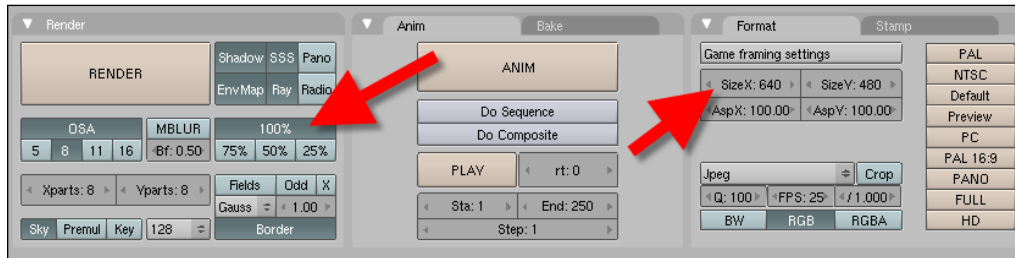 Render
RENDER
Shadow SSS Pano
EnvMap Ray Radio
OSA MBLUR 100%
5 8 11 16 Bf: 0.50 75% 50% 25%
Xparts: 8 Yparts: 8 Fields Odd X
Gauss 1.00
Sky Premul Key 128 Border
Anim Bake
ANIM
Do Sequence
Do Composite
PLAY rt: 0
Sta: 1 End: 250
Step: 1
Format Stamp
Game framing settings
SizeX: 640 SizeY: 480
AspX: 100.00 AspY: 100.00
Jpeg Crop
Q: 100 FPS: 25 / 1.000
BW RGB RGBA
PAL
NTSC
Default
Preview
PC
PAL 16:9
PANO
FULL
HD